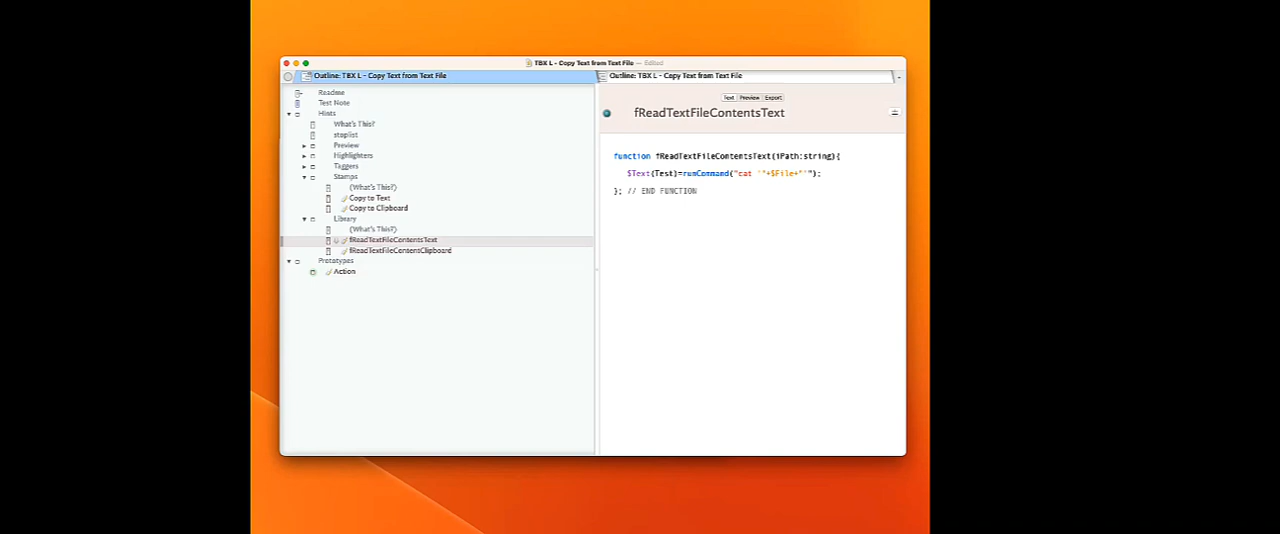 TBX L - Copy Text from Text File — Edited
Outline: TBX L - Copy Text from Text File
Outline: TBX L - Copy Text from Text File
Readme
Test Note
Hints
What's This?
stoplist
Preview
Highlighters
Taggers
Stamps
(What's This?)
Copy to Text
Copy to Clipboard
Library
(What's This?)
fReadTextFileContentsText
fReadTextFileContentClipboard
Prototypes
Action
Text Preview Export
fReadTextFileContentsText
function fReadTextFileContentsText(iPath:string){
$Text(Test)=runCommand("cat '"+$File+"'");
}; // END FUNCTION